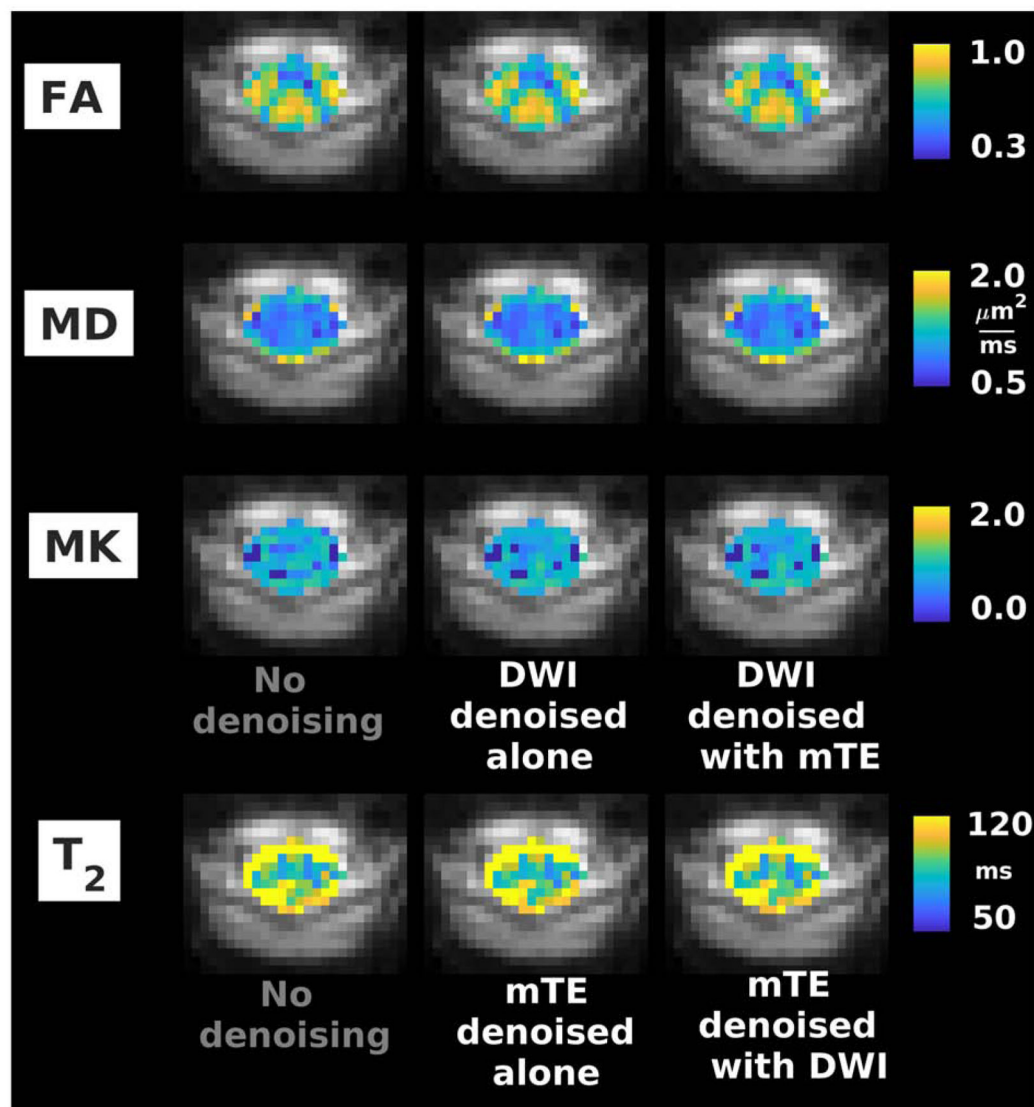 FA
1.0
0.3
MD
2.0
μm²
ms
0.5
MK
2.0
0.0
No
denoising
DWI
denoised
alone
DWI
denoised
with mTE
T₂
120
ms
50
No
denoising
mTE
denoised
alone
mTE
denoised
with DWI